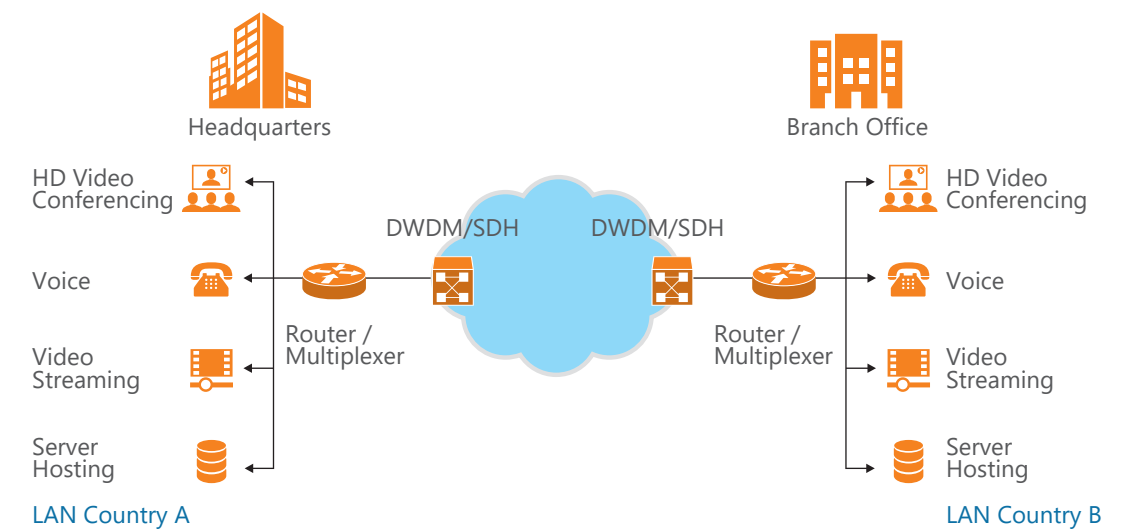 Headquarters
Branch Office
HD Video
Conferencing
Voice
Video
Streaming
Server
Hosting
LAN Country A
Router /
Multiplexer
DWDM/SDH
DWDM/SDH
Router /
Multiplexer
HD Video
Conferencing
Voice
Video
Streaming
Server
Hosting
LAN Country B